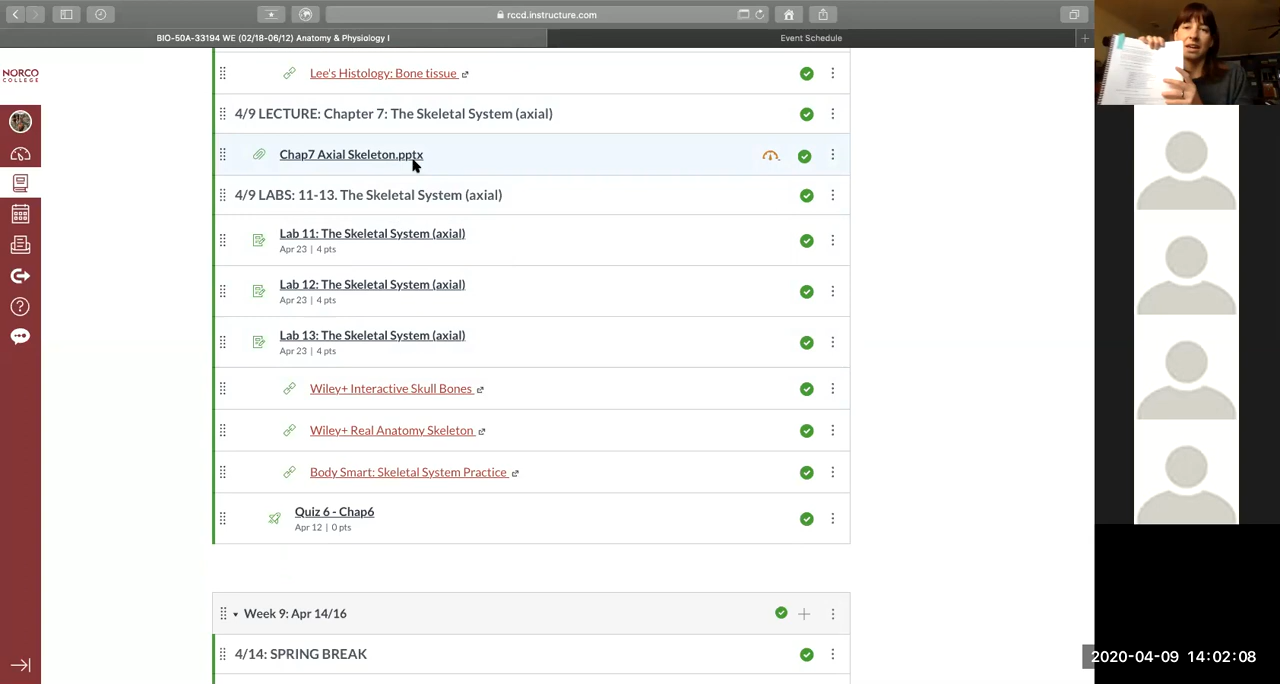 rccd.instructure.com
BIO-50A-33194 WE (02/18-06/12) Anatomy & Physiology I
Event Schedule
NORCO
COLLEGE
Lee's Histology: Bone tissue
4/9 LECTURE: Chapter 7: The Skeletal System (axial)
Chap7 Axial Skeleton.pptx
4/9 LABS: 11-13. The Skeletal System (axial)
Lab 11: The Skeletal System (axial)
Apr 23 | 4 pts
Lab 12: The Skeletal System (axial)
Apr 23 | 4 pts
Lab 13: The Skeletal System (axial)
Apr 23 | 4 pts
Wiley+ Interactive Skull Bones
Wiley+ Real Anatomy Skeleton
Body Smart: Skeletal System Practice
Quiz 6 - Chap6
Apr 12 | 0 pts
Week 9: Apr 14/16
4/14: SPRING BREAK
2020-04-09 14:02:08